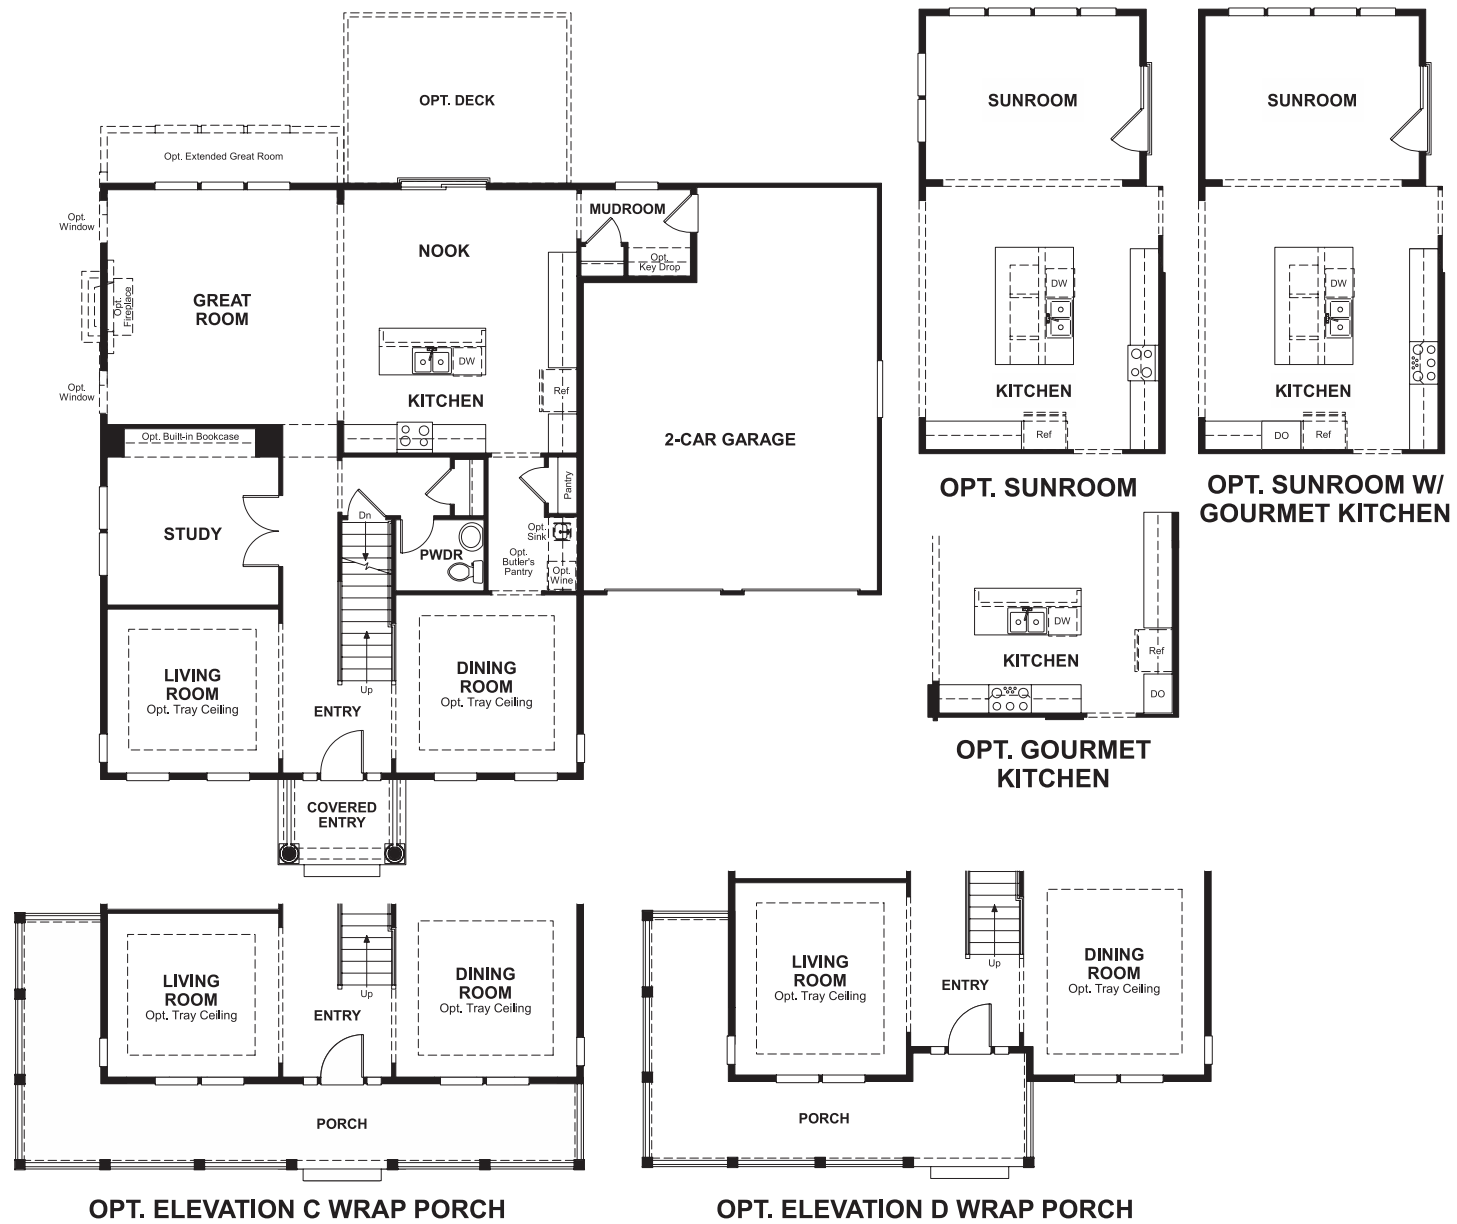 OPT. DECK
Opt. Extended Great Room
Opt.
Window
MUDROOM
NOOK
Opt.
Key Drop
Opt.
Fireplace
GREAT
ROOM
DW
Opt.
Window
KITCHEN
Ref
2-CAR GARAGE
Opt. Built-in Bookcase
Pantry
Dn
STUDY
PWDR
Opt.
Sink
Opt.
Butler's
Pantry
Opt.
Wine
LIVING
ROOM
Opt. Tray Ceiling
Up
DINING
ROOM
Opt. Tray Ceiling
ENTRY
COVERED
ENTRY
SUNROOM
DW
KITCHEN
Ref
OPT. SUNROOM
SUNROOM
DW
KITCHEN
DO
Ref
OPT. SUNROOM W/
GOURMET KITCHEN
DW
KITCHEN
Ref
DO
OPT. GOURMET
KITCHEN
LIVING
ROOM
Opt. Tray Ceiling
Up
ENTRY
DINING
ROOM
Opt. Tray Ceiling
PORCH
OPT. ELEVATION C WRAP PORCH
LIVING
ROOM
Opt. Tray Ceiling
Up
ENTRY
DINING
ROOM
Opt. Tray Ceiling
PORCH
OPT. ELEVATION D WRAP PORCH